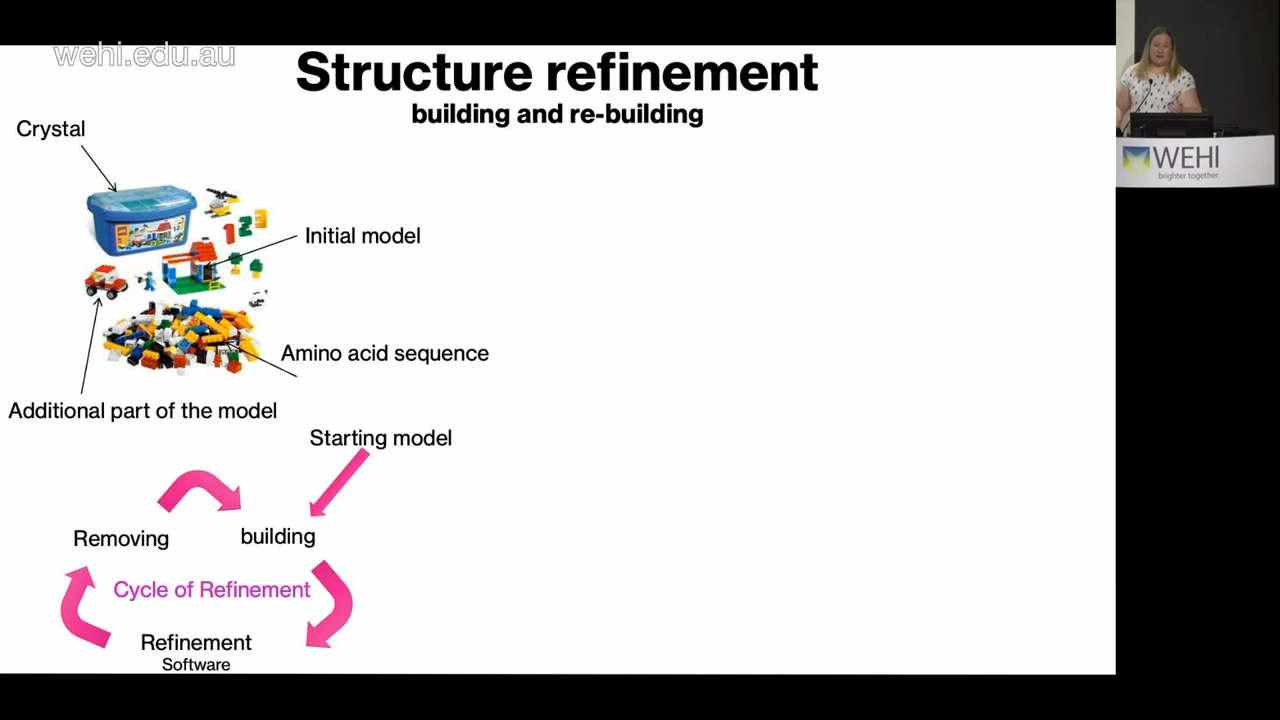 wehi.edu.au
Structure refinement
building and re-building
Crystal
Initial model
Amino acid sequence
Additional part of the model
Starting model
Removing
building
Cycle of Refinement
Refinement
Software
WEHI
brighter together